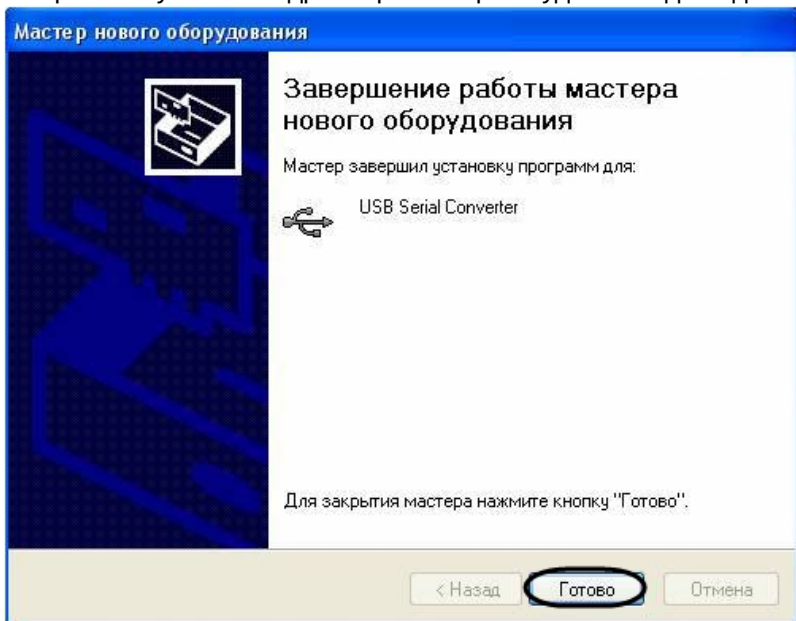 Мастер нового оборудования
Завершение работы мастера
нового оборудования
Мастер завершил установку программ для:
USB Serial Converter
Для закрытия мастера нажмите кнопку "Готово".
< Назад Готово Отмена